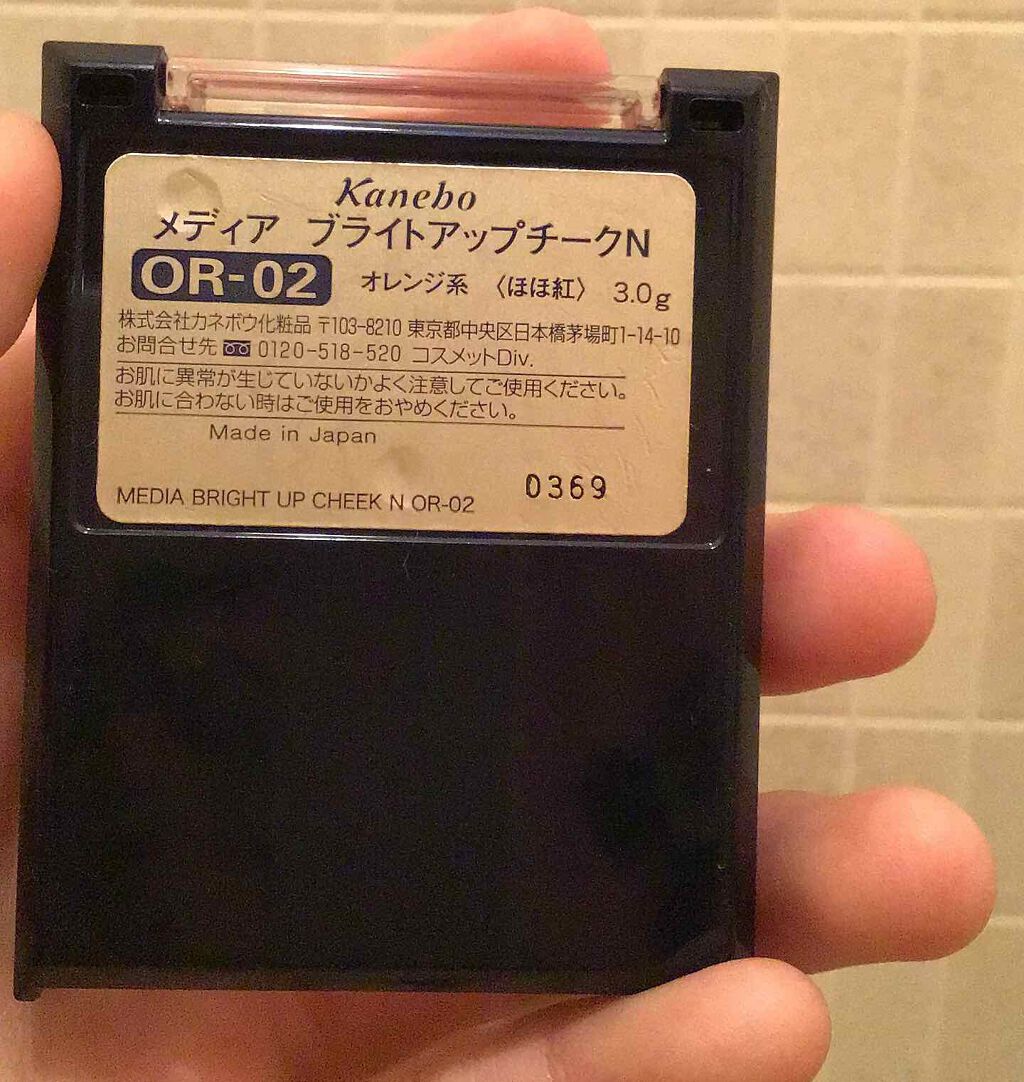 Kanebo
メディア ブライトアップチークN
OR-02 オレンジ系 〈ほほ紅〉 3.0g
株式会社カネボウ化粧品 〒103-8210 東京都中央区日本橋茅場町1-14-10
お問合せ先 0120-518-520 コスメットDiv.
お肌に異常が生じていないかよく注意してご使用ください。
お肌に合わない時はご使用をおやめください。
Made in Japan
0369
MEDIA BRIGHT UP CHEEK N OR-02